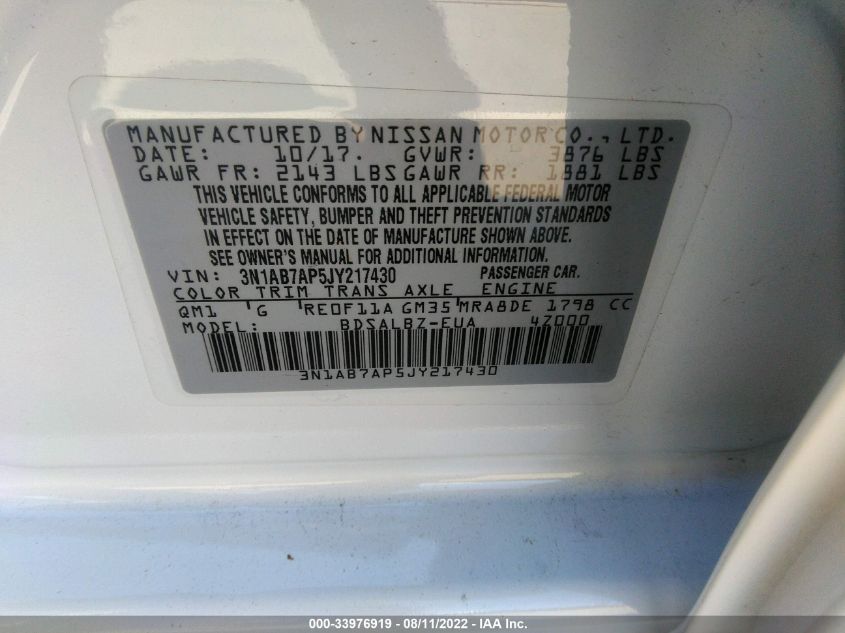 MANUFACTURED BY NISSAN MOTOR CO., LTD.
DATE: 10/17. GVWR: 3876 LBS
GAWR FR: 2143 LBS GAWR RR: 1881 LBS
THIS VEHICLE CONFORMS TO ALL APPLICABLE FEDERAL MOTOR
VEHICLE SAFETY, BUMPER AND THEFT PREVENTION STANDARDS
IN EFFECT ON THE DATE OF MANUFACTURE SHOWN ABOVE.
SEE OWNER'S MANUAL FOR ADDITIONAL INFORMATION.
VIN: 3N1AB7AP5JY217430 PASSENGER CAR.
COLOR TRIM TRANS AXLE ENGINE
QM1 G RE0F11A GM35 MRA8DE 1798 CC
MODEL: BDSALBZ-EUA 4Z000
3N1AB7AP5JY217430
000-33976919 - 08/11/2022 - IAA Inc.